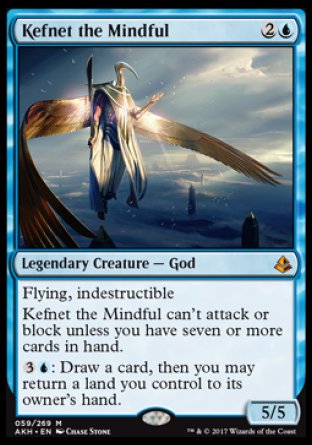 Kefnet the Mindful 2
Legendary Creature — God
Flying, indestructible
Kefnet the Mindful can't attack or
block unless you have seven or more
cards in hand.
3 : Draw a card, then you may
return a land you control to its
owner's hand.
5/5
059/269 M
AKH • EN CHASE STONE
™ & © 2017 Wizards of the Coast